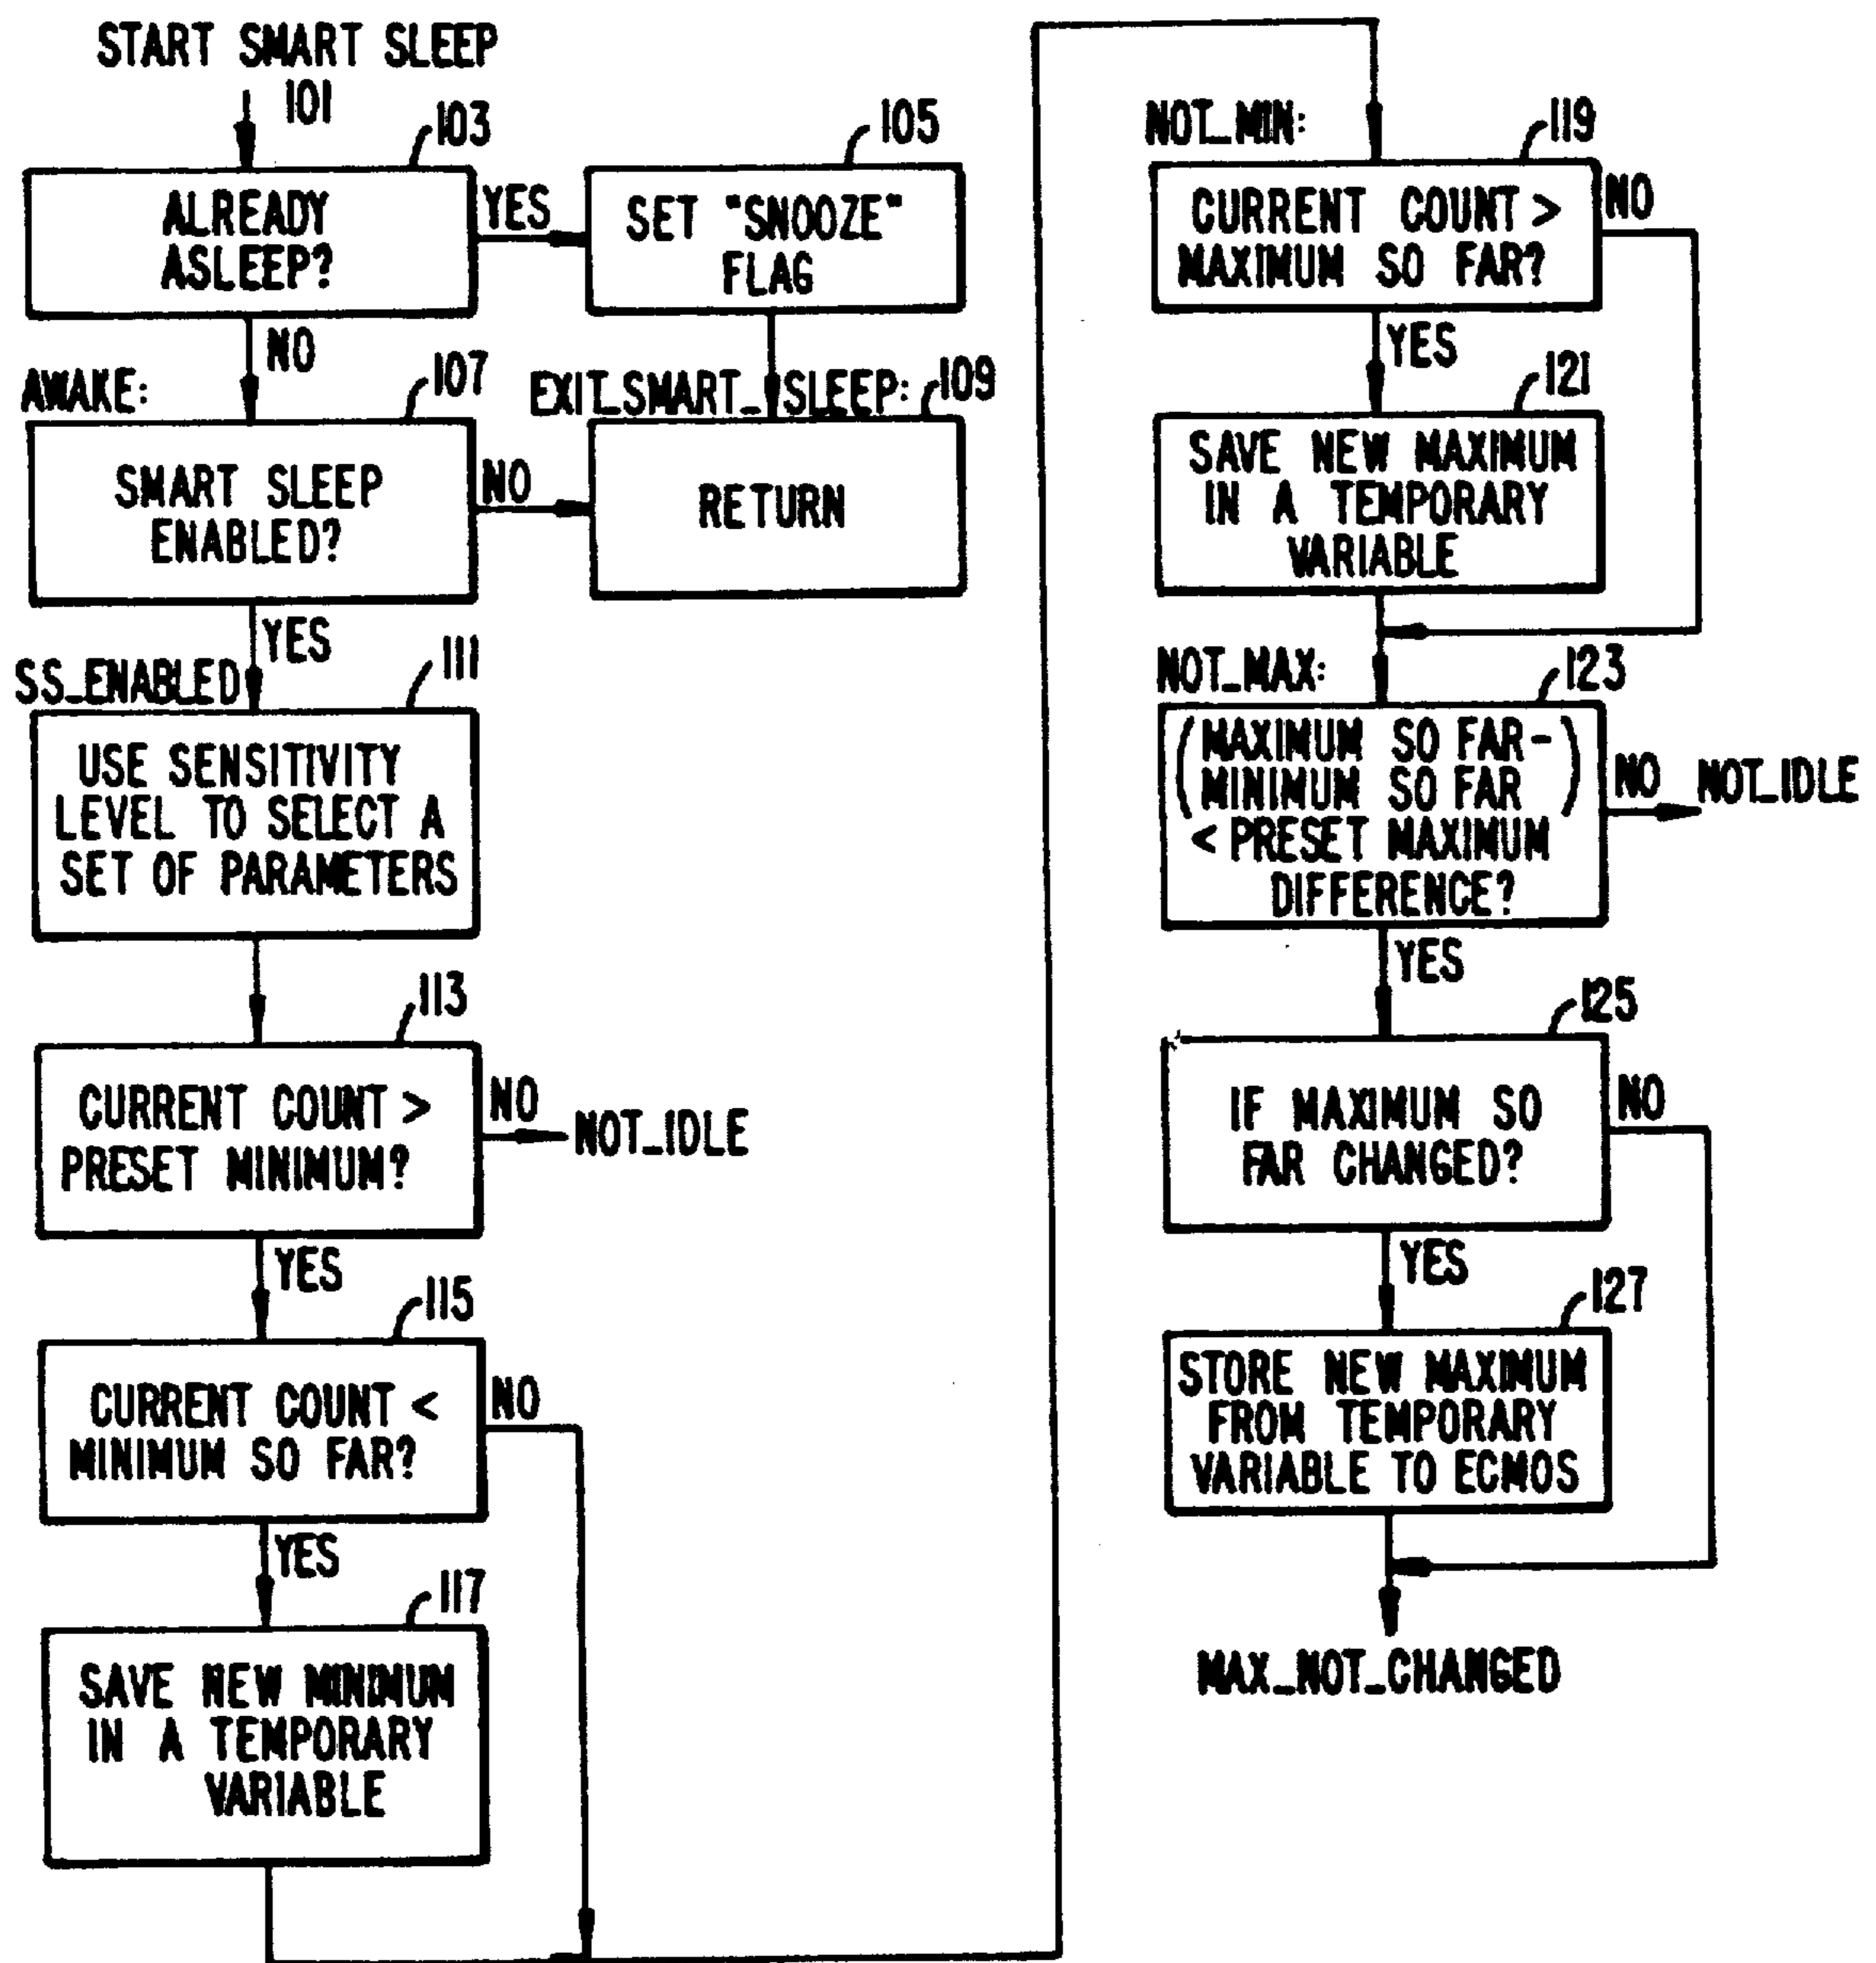 START SMART SLEEP
101
103
ALREADY
ASLEEP?
YES
105
SET "SNOOZE"
FLAG
NO
AWAKE:
107
SMART SLEEP
ENABLED?
NO
EXIT_SMART_SLEEP:
109
RETURN
YES
SS_ENABLED
111
USE SENSITIVITY
LEVEL TO SELECT A
SET OF PARAMETERS
113
CURRENT COUNT >
PRESET MINIMUM?
NO
NOT_IDLE
YES
115
CURRENT COUNT <
MINIMUM SO FAR?
NO
YES
117
SAVE NEW MINIMUM
IN A TEMPORARY
VARIABLE
NOT_MIN:
119
CURRENT COUNT >
MAXIMUM SO FAR?
NO
YES
121
SAVE NEW MAXIMUM
IN A TEMPORARY
VARIABLE
NOT_MAX:
123
(MAXIMUM SO FAR-
MINIMUM SO FAR)
< PRESET MAXIMUM
DIFFERENCE?
NO
NOT_IDLE
YES
125
IF MAXIMUM SO
FAR CHANGED?
NO
YES
127
STORE NEW MAXIMUM
FROM TEMPORARY
VARIABLE TO ECMOS
MAX_NOT_CHANGED